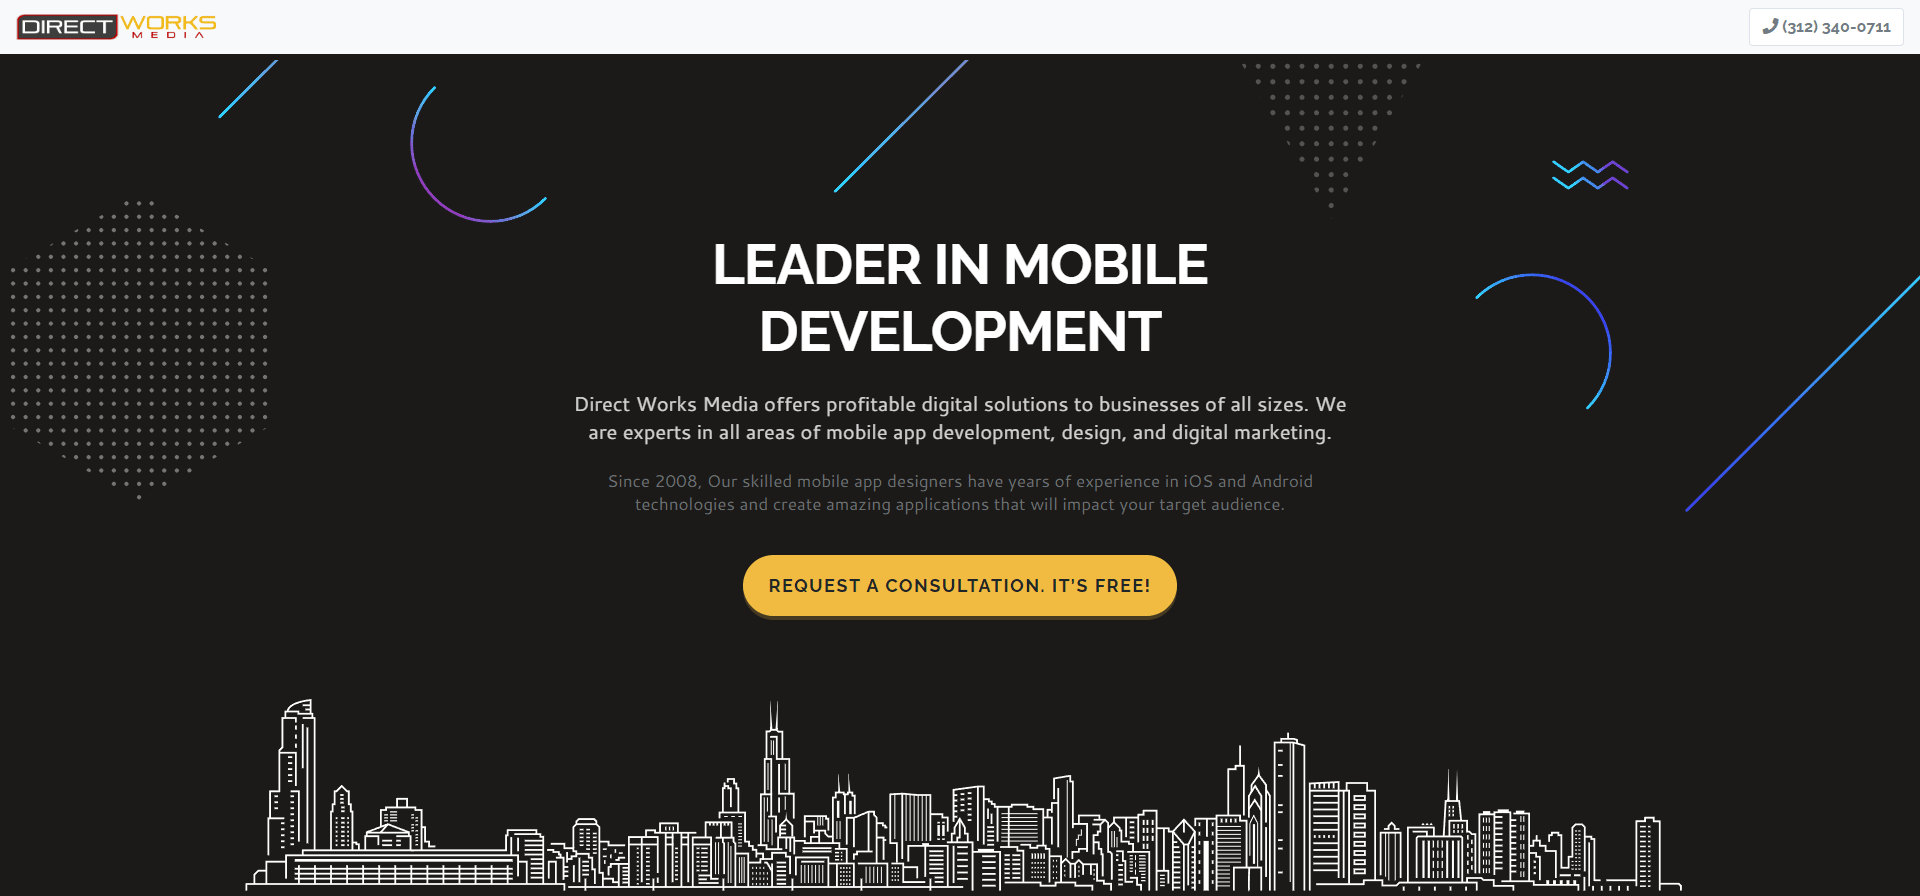 DIRECT WORKS
MEDIA
(312) 340-0711
LEADER IN MOBILE
DEVELOPMENT
Direct Works Media offers profitable digital solutions to businesses of all sizes. We
are experts in all areas of mobile app development, design, and digital marketing.
Since 2008, Our skilled mobile app designers have years of experience in iOS and Android
technologies and create amazing applications that will impact your target audience.
REQUEST A CONSULTATION. IT'S FREE!